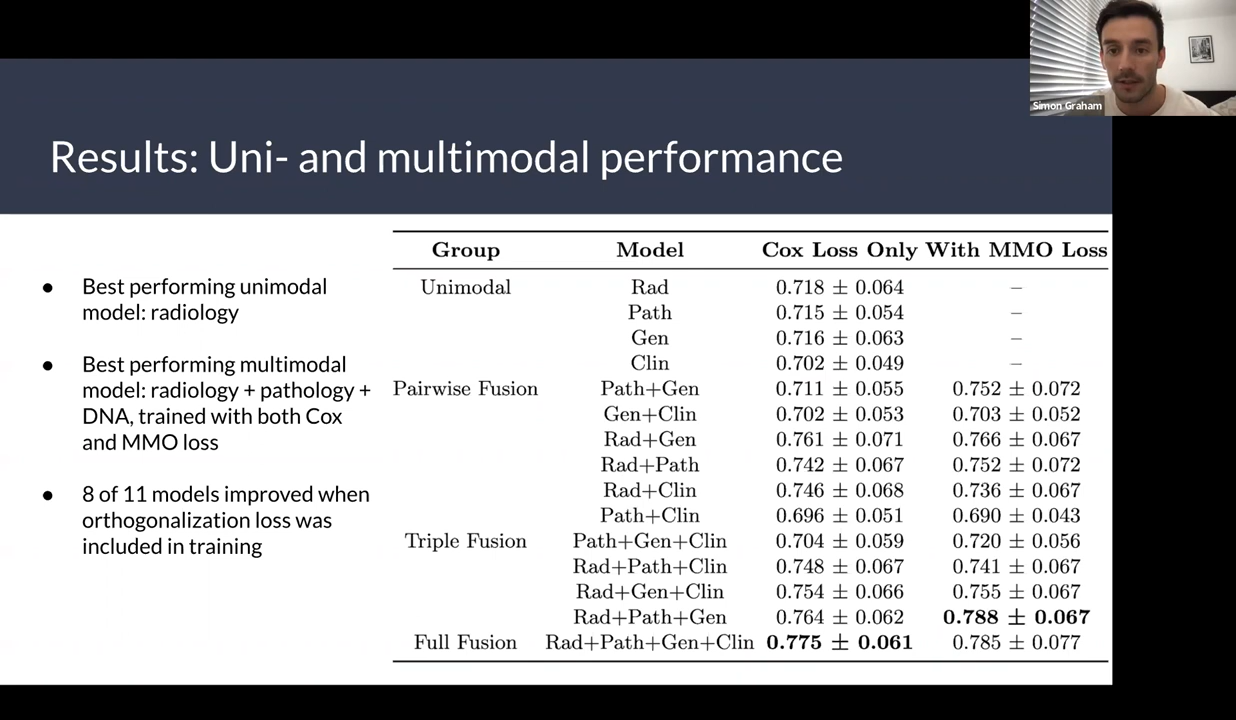 Simon Graham
Results: Uni- and multimodal performance
● Best performing unimodal
model: radiology
● Best performing multimodal
model: radiology + pathology +
DNA, trained with both Cox
and MMO loss
● 8 of 11 models improved when
orthogonalization loss was
included in training
Group Model Cox Loss Only With MMO Loss
Unimodal Rad 0.718 ± 0.064 –
Path 0.715 ± 0.054 –
Gen 0.716 ± 0.063 –
Clin 0.702 ± 0.049 –
Pairwise Fusion Path+Gen 0.711 ± 0.055 0.752 ± 0.072
Gen+Clin 0.702 ± 0.053 0.703 ± 0.052
Rad+Gen 0.761 ± 0.071 0.766 ± 0.067
Rad+Path 0.742 ± 0.067 0.752 ± 0.072
Rad+Clin 0.746 ± 0.068 0.736 ± 0.067
Path+Clin 0.696 ± 0.051 0.690 ± 0.043
Triple Fusion Path+Gen+Clin 0.704 ± 0.059 0.720 ± 0.056
Rad+Path+Clin 0.748 ± 0.067 0.741 ± 0.067
Rad+Gen+Clin 0.754 ± 0.066 0.755 ± 0.067
Rad+Path+Gen 0.764 ± 0.062 0.788 ± 0.067
Full Fusion Rad+Path+Gen+Clin 0.775 ± 0.061 0.785 ± 0.077